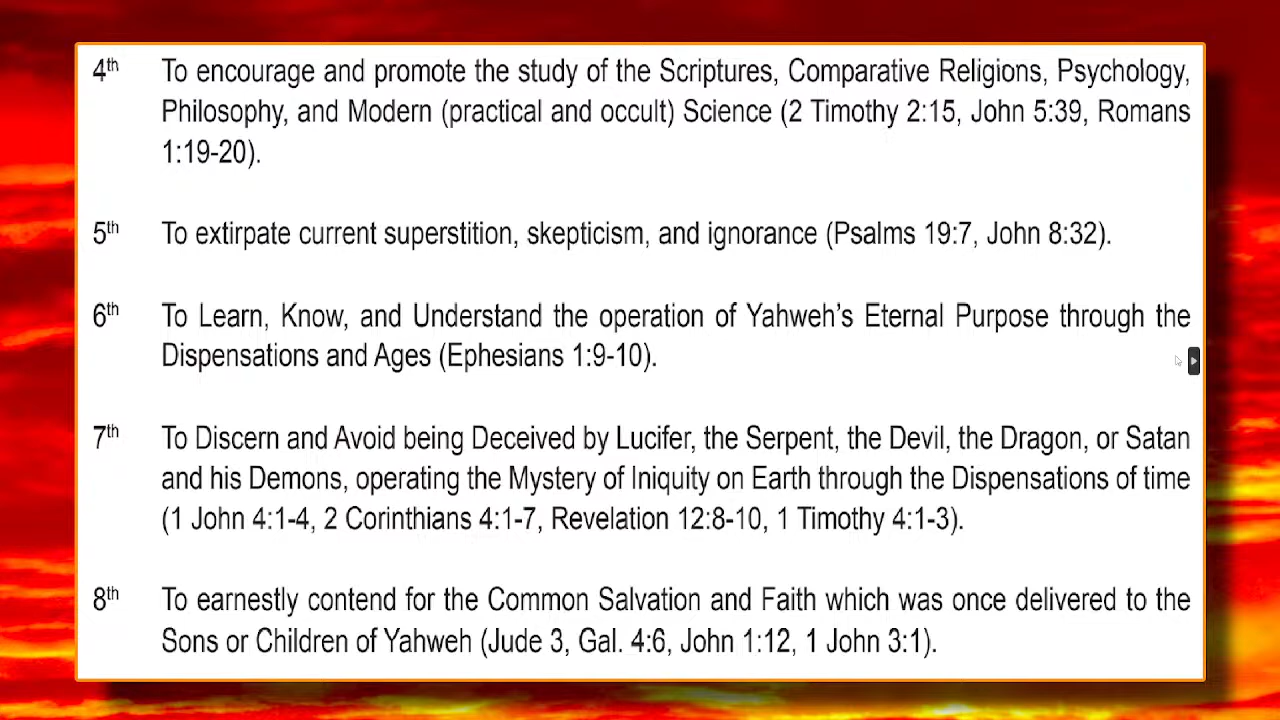 4th To encourage and promote the study of the Scriptures, Comparative Religions, Psychology,
Philosophy, and Modern (practical and occult) Science (2 Timothy 2:15, John 5:39, Romans
1:19-20).
5th To extirpate current superstition, skepticism, and ignorance (Psalms 19:7, John 8:32).
6th To Learn, Know, and Understand the operation of Yahweh's Eternal Purpose through the
Dispensations and Ages (Ephesians 1:9-10).
7th To Discern and Avoid being Deceived by Lucifer, the Serpent, the Devil, the Dragon, or Satan
and his Demons, operating the Mystery of Iniquity on Earth through the Dispensations of time
(1 John 4:1-4, 2 Corinthians 4:1-7, Revelation 12:8-10, 1 Timothy 4:1-3).
8th To earnestly contend for the Common Salvation and Faith which was once delivered to the
Sons or Children of Yahweh (Jude 3, Gal. 4:6, John 1:12, 1 John 3:1).